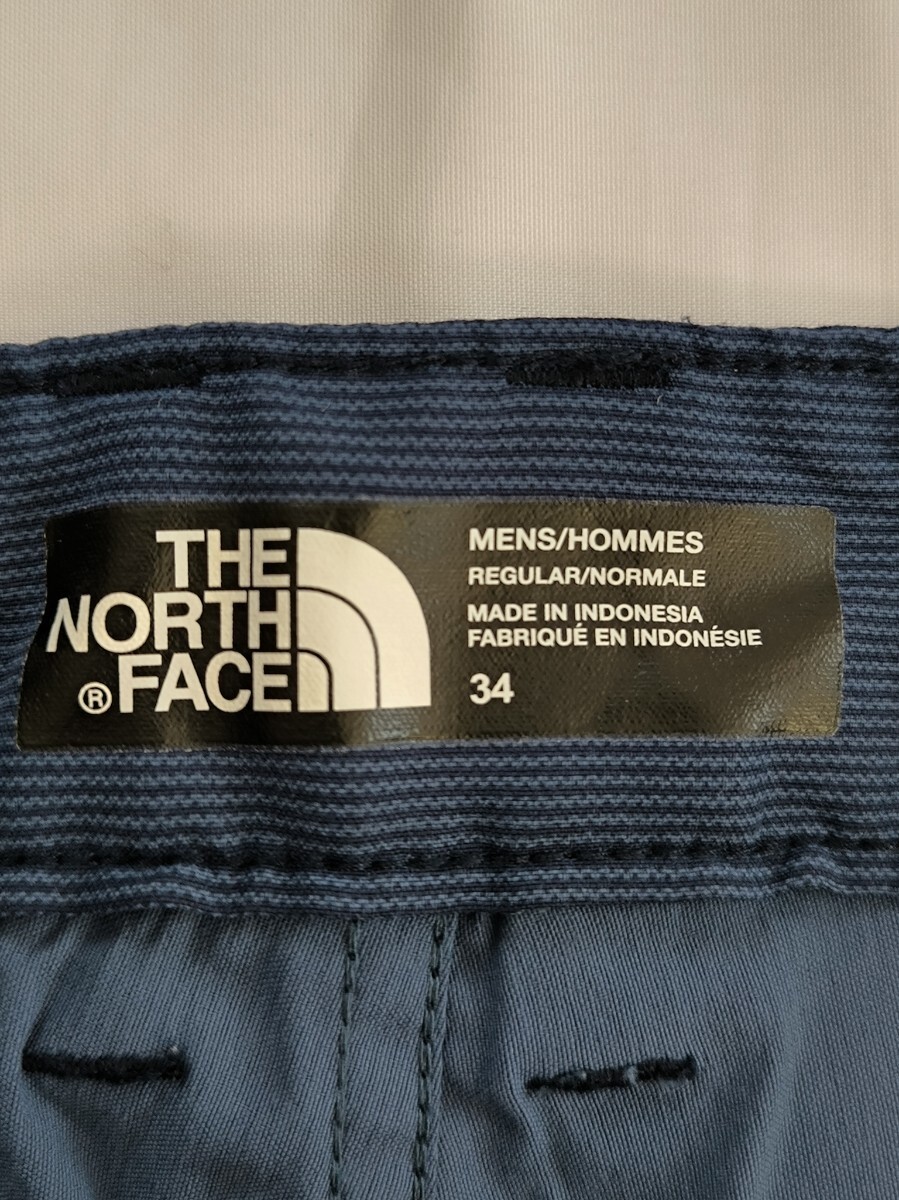 THE
NORTH
® FACE
MENS/HOMMES
REGULAR/NORMALE
MADE IN INDONESIA
FABRIQUÉ EN INDONÉSIE
34